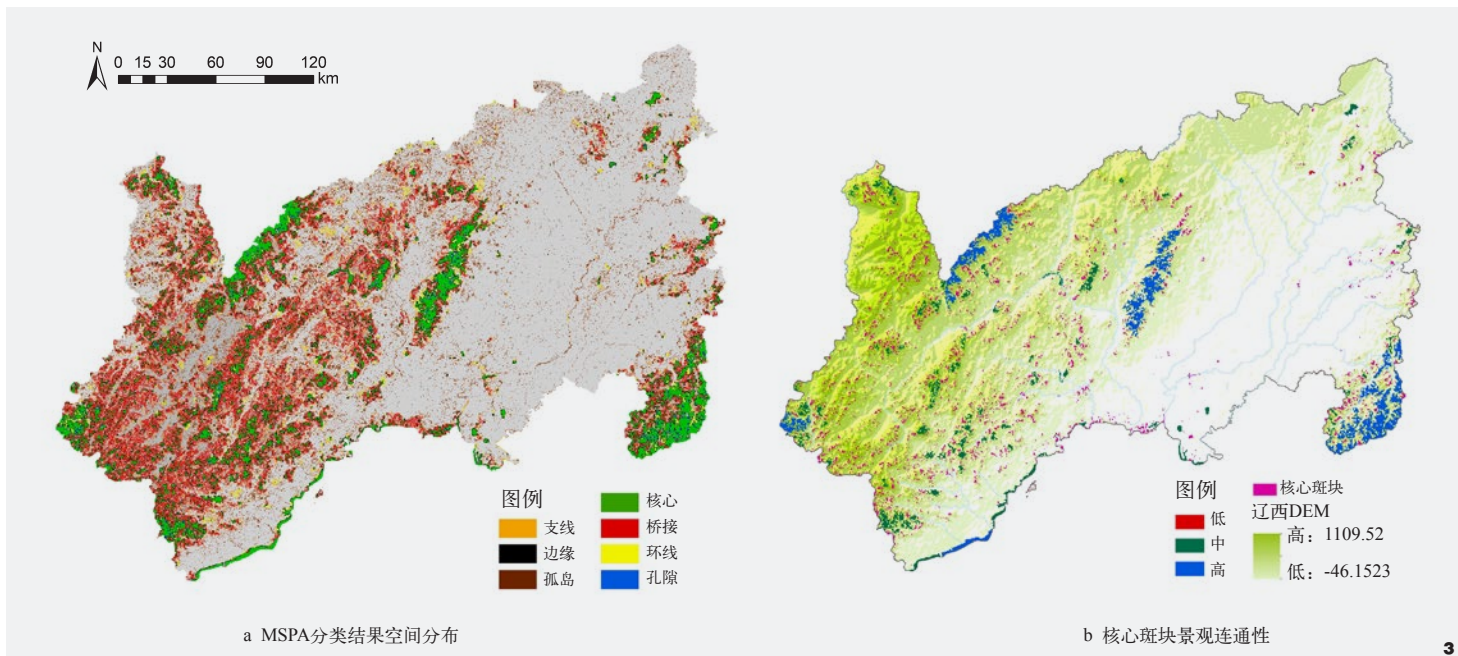 N
0 15 30 60 90 120
km
图例
核心
支线
桥接
边缘
环线
孤岛
孔隙
a MSPA分类结果空间分布
图例
核心斑块
低
辽西DEM
中
高：1109.52
高
低：-46.1523
b 核心斑块景观连通性
3